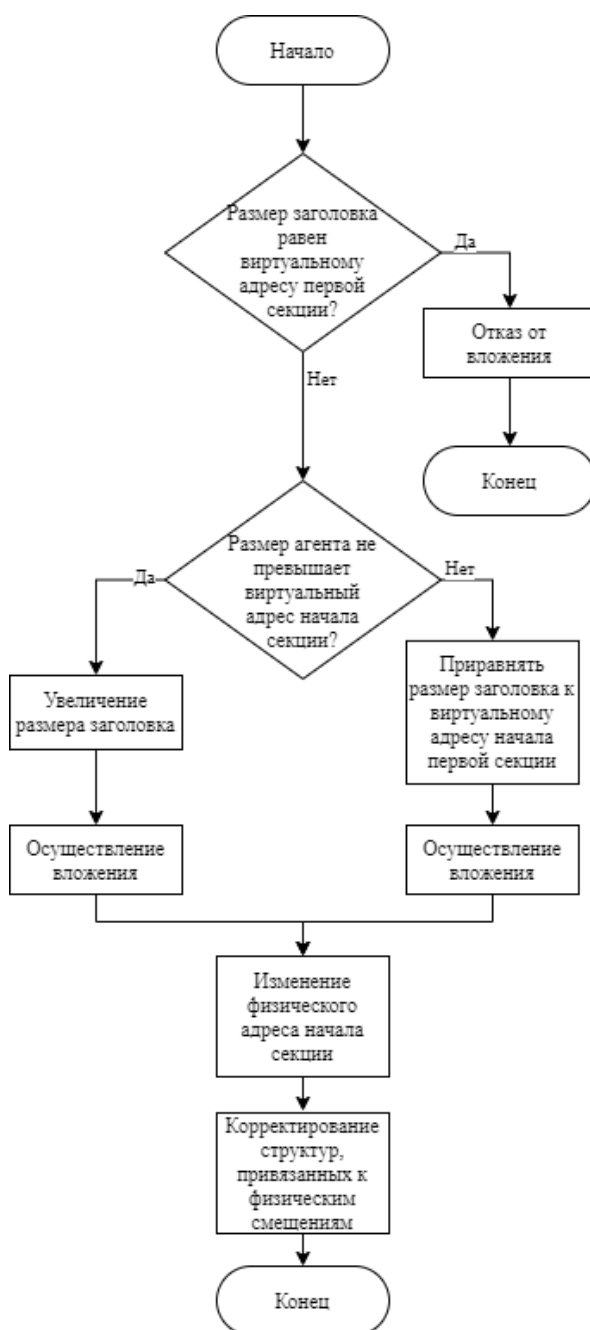 Начало
Размер заголовка
равен
виртуальному
адресу первой
секции?
Да
Отказ от
вложения
Нет
Конец
Размер агента не
превышает
виртуальный
адрес начала
секции?
Да
Нет
Увеличение
размера заголовка
Приравнять
размер заголовка к
виртуальному
адресу начала
первой секции
Осуществление
вложения
Осуществление
вложения
Изменение
физического
адреса начала
секции
Корректирование
структур,
привязанных к
физическим
смещениям
Конец